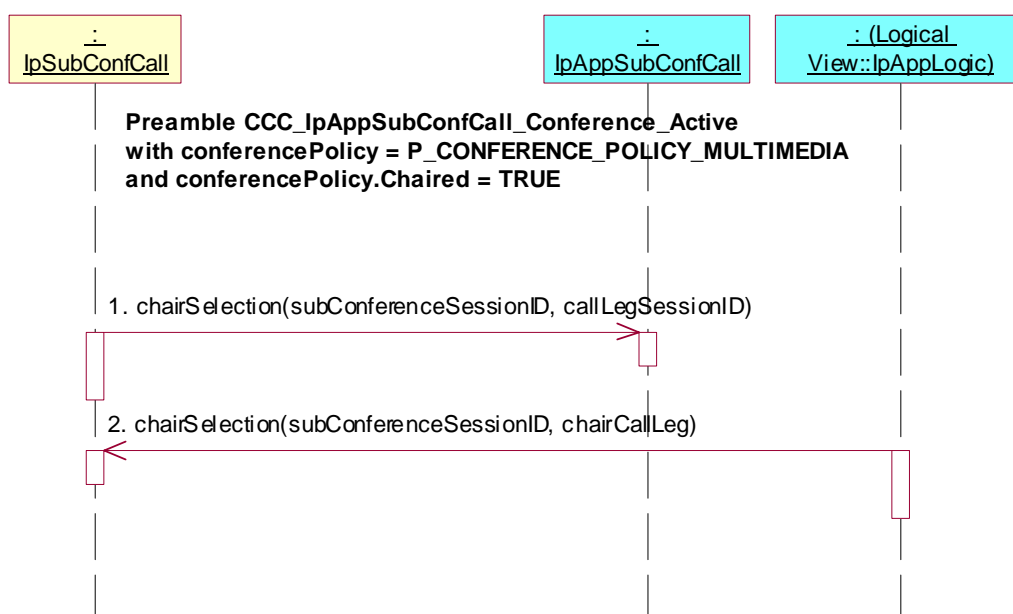 :
IpSubConfCall
:
IpAppSubConfCall
: (Logical
View::IpAppLogic)
Preamble CCC_IpAppSubConfCall_Conference_Active
with conferencePolicy = P_CONFERENCE_POLICY_MULTIMEDIA
and conferencePolicy.Chaired = TRUE
1. chairSelection(subConferenceSessionID, callLegSessionID)
2. chairSelection(subConferenceSessionID, chairCallLeg)